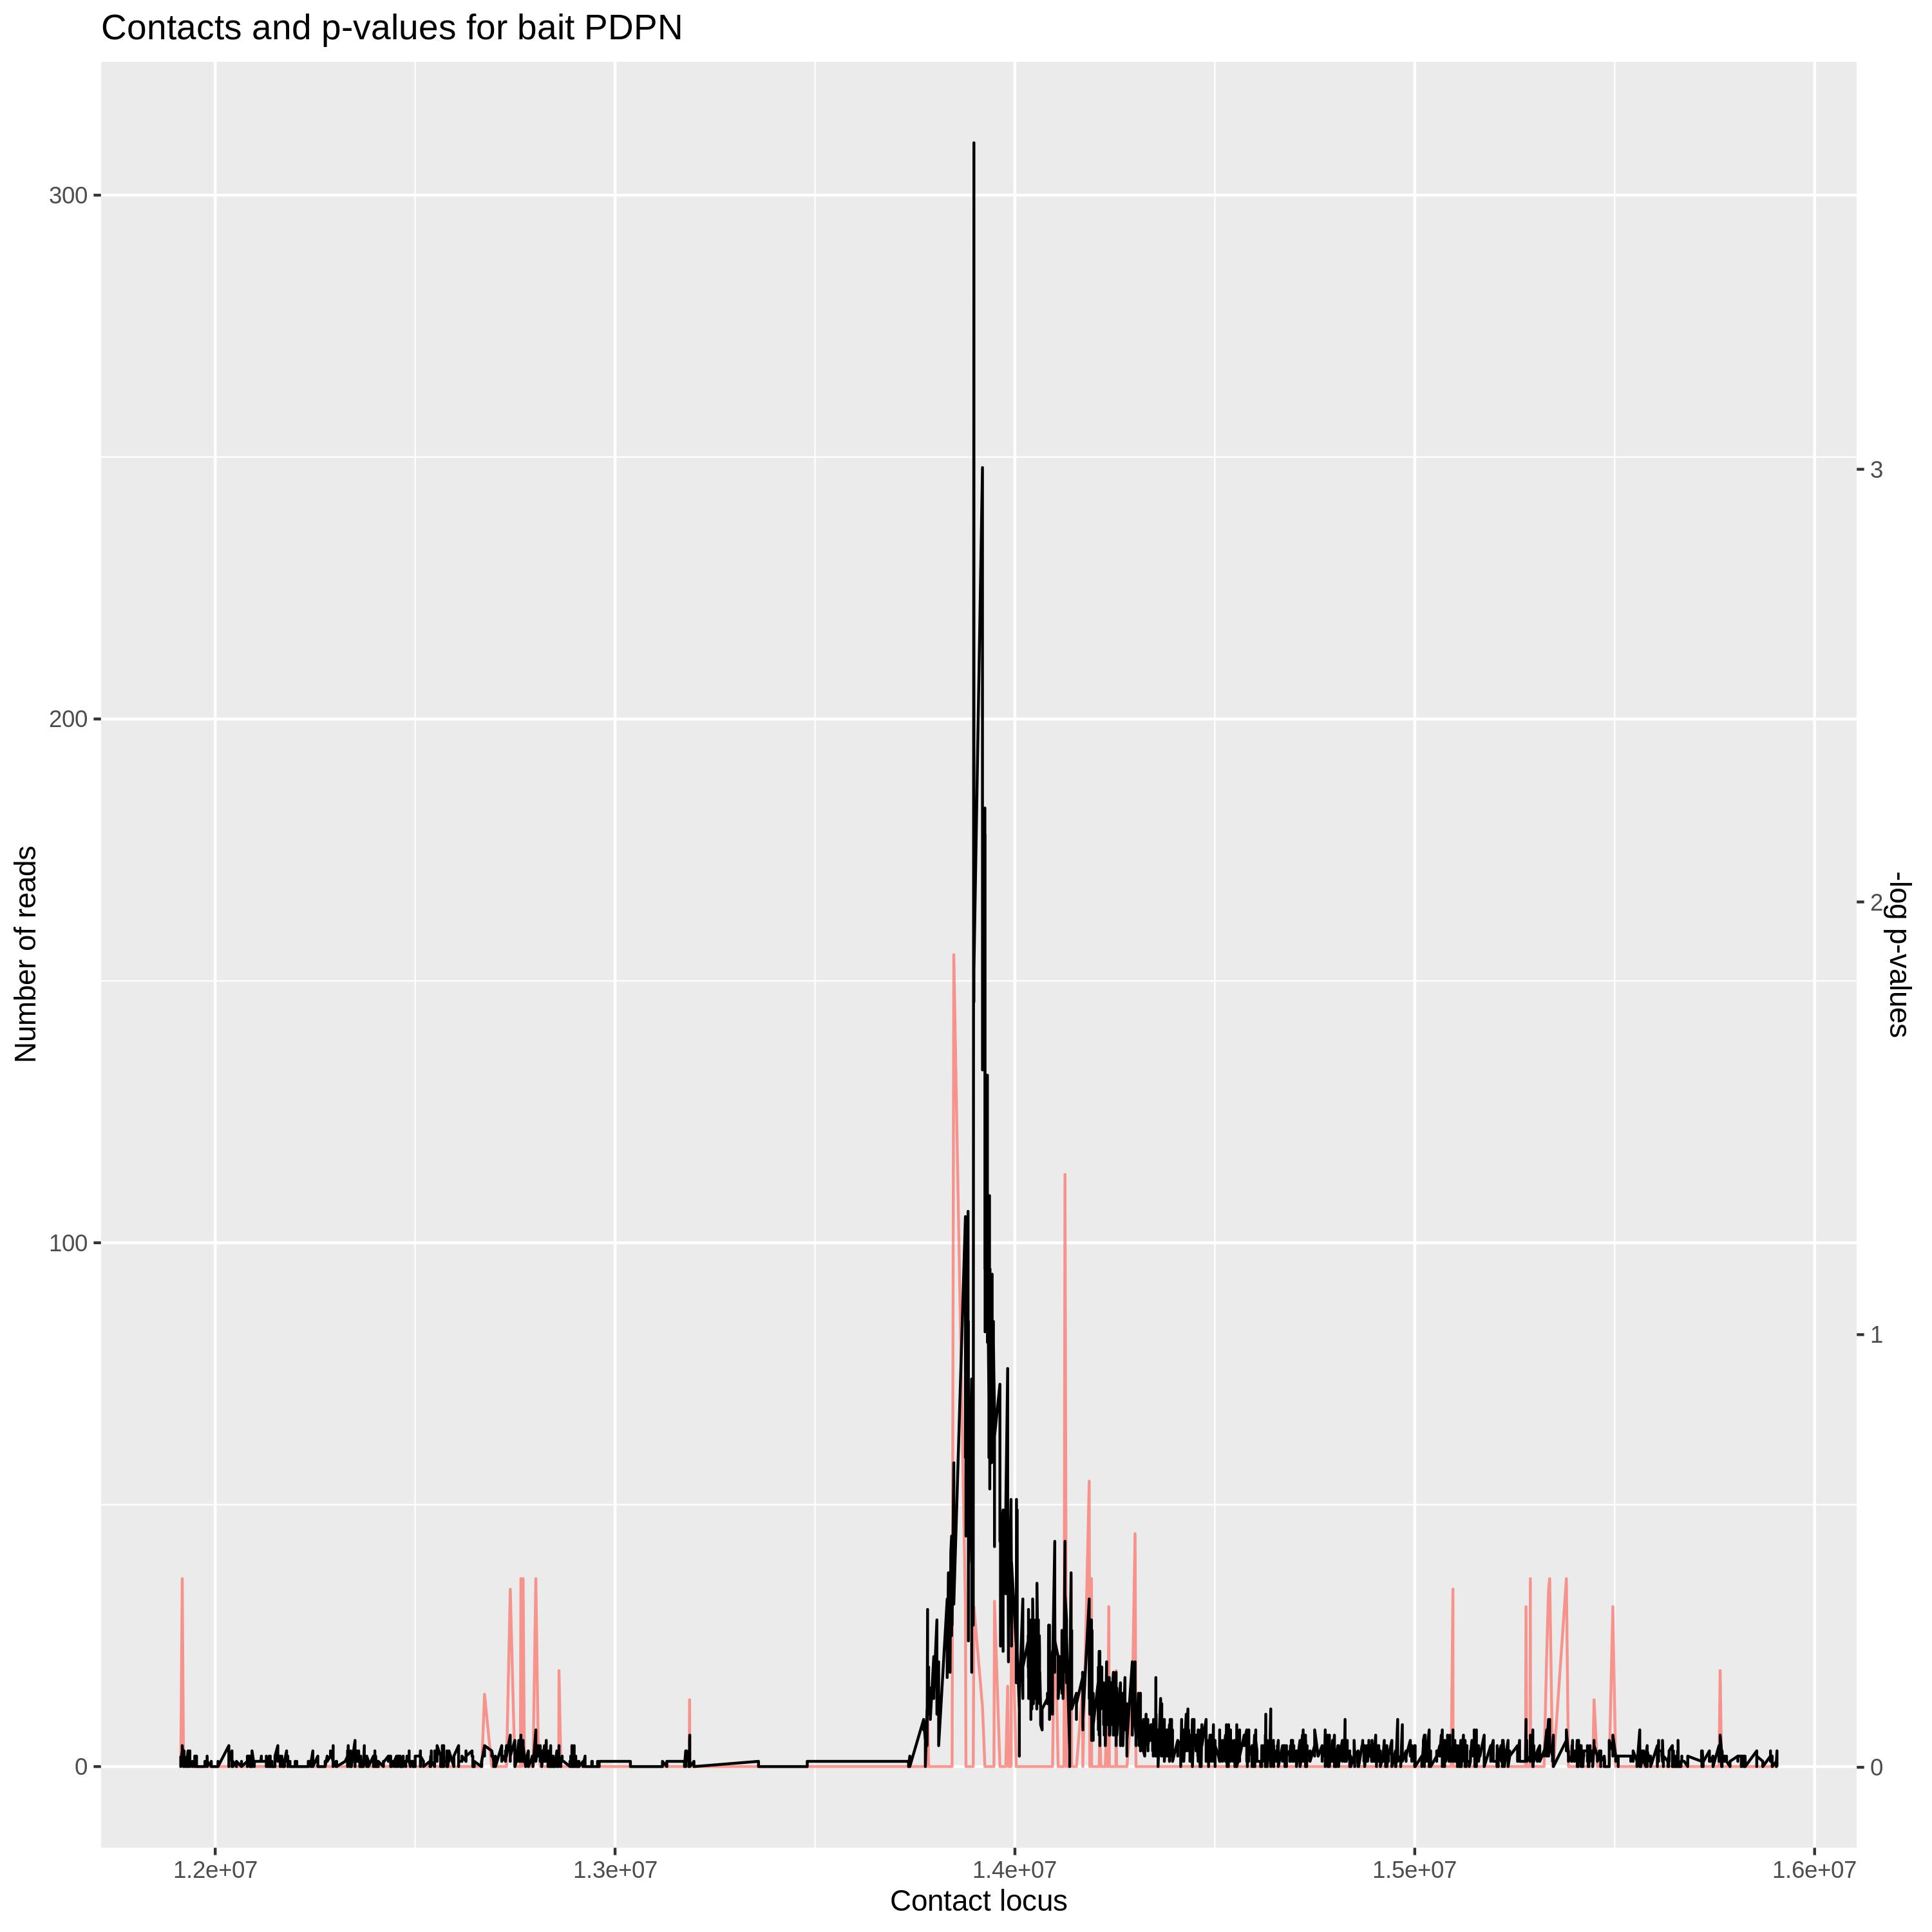 Contacts and p-values for bait PDPN
300
200
100
0
Number of reads
3
2
1
0
-log p-values
1.2e+07 1.3e+07 1.4e+07 1.5e+07 1.6e+07
Contact locus